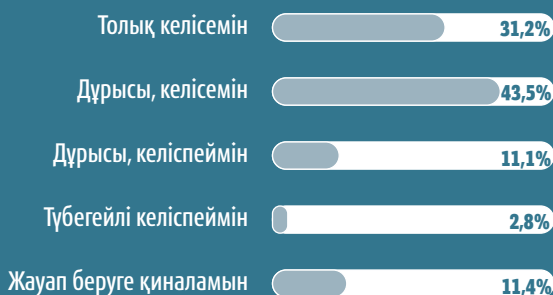 Толық келісемін 31,2%
Дұрысы, келісемін 43,5%
Дұрысы, келіспеймін 11,1%
Түбегейлі келіспеймін 2,8%
Жауап беруге қиналамын 11,4%